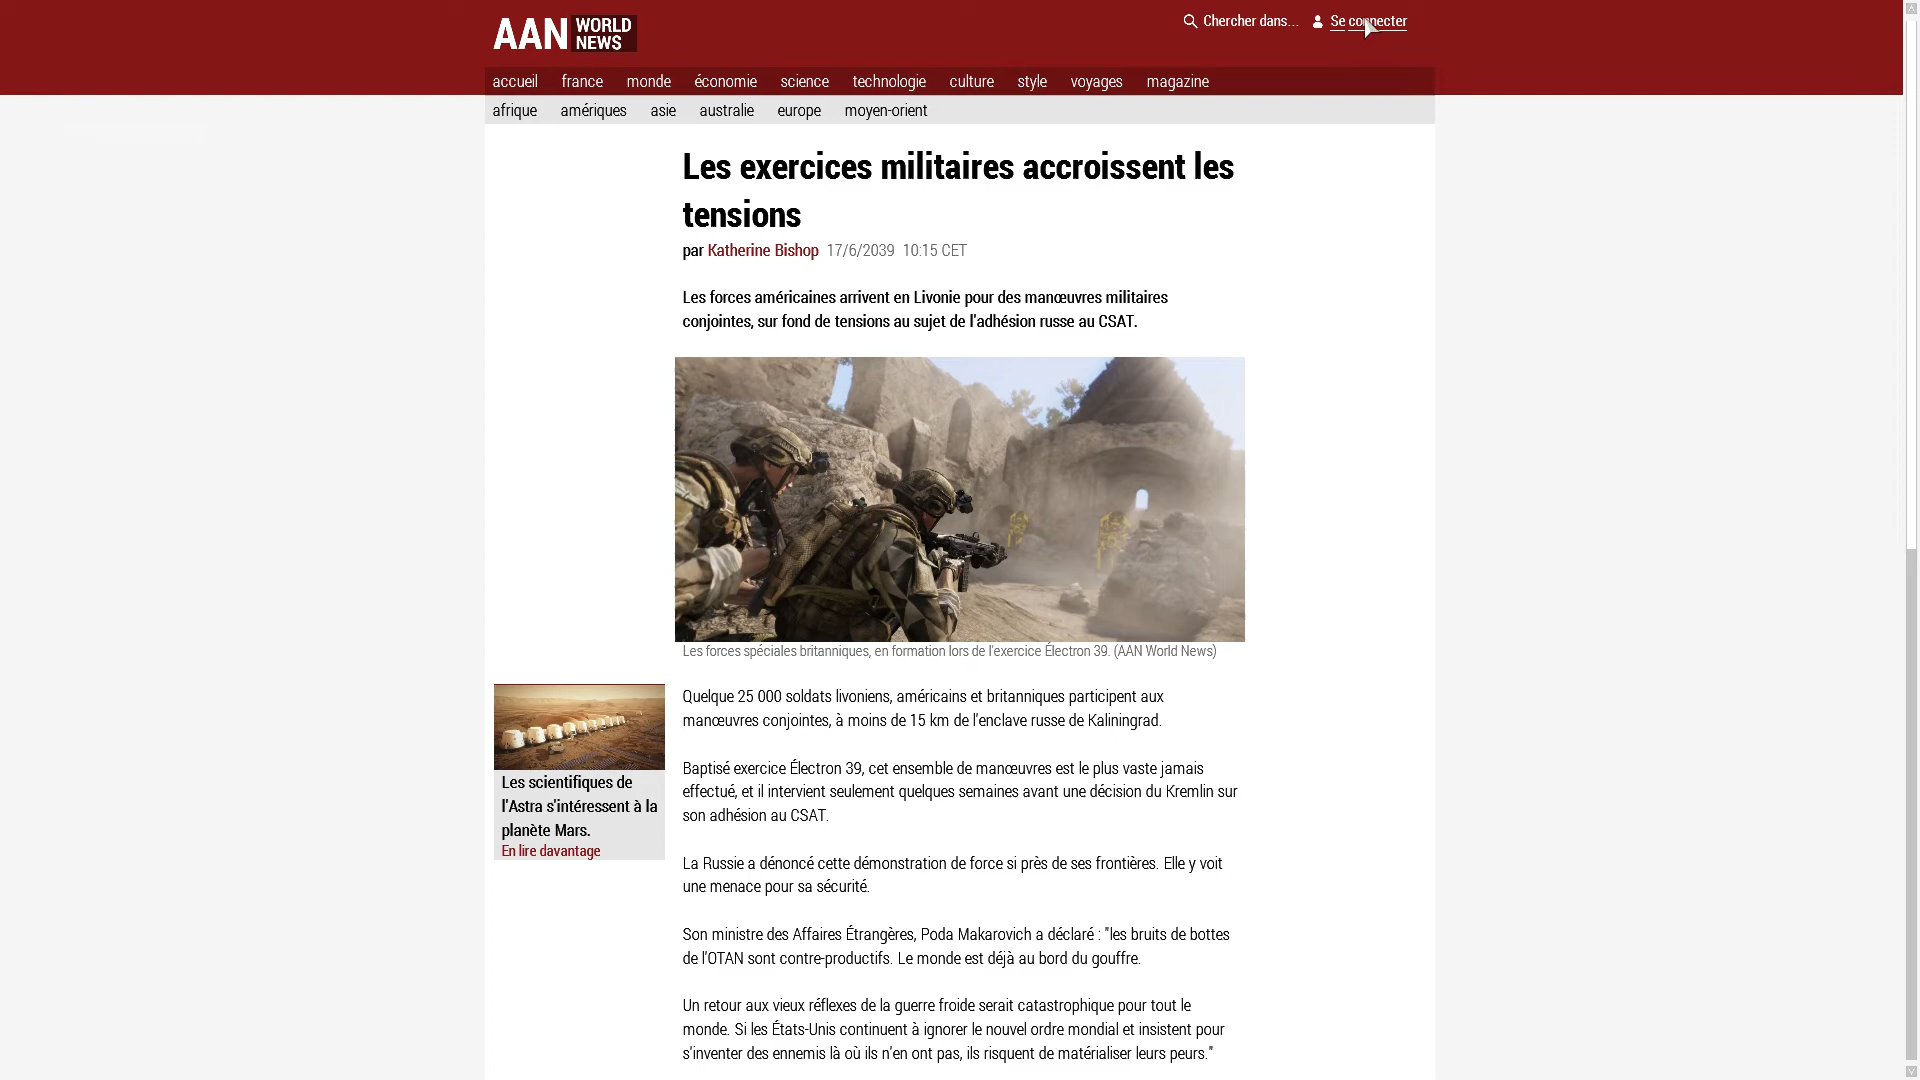 AAN WORLD NEWS
Chercher dans...
Se connecter
accueil france monde économie science technologie culture style voyages magazine
afrique amériques asie australie europe moyen-orient
Les exercices militaires accroissent les
tensions
par Katherine Bishop 17/6/2039 10:15 CET
Les forces américaines arrivent en Livonie pour des manœuvres militaires
conjointes, sur fond de tensions au sujet de l'adhésion russe au CSAT.
Les forces spéciales britanniques, en formation lors de l'exercice Électron 39. (AAN World News)
Les scientifiques de
l'Astra s'intéressent à la
planète Mars.
En lire davantage
Quelque 25 000 soldats livoniens, américains et britanniques participent aux
manœuvres conjointes, à moins de 15 km de l'enclave russe de Kaliningrad.
Baptisé exercice Électron 39, cet ensemble de manœuvres est le plus vaste jamais
effectué, et il intervient seulement quelques semaines avant une décision du Kremlin sur
son adhésion au CSAT.
La Russie a dénoncé cette démonstration de force si près de ses frontières. Elle y voit
une menace pour sa sécurité.
Son ministre des Affaires Étrangères, Poda Makarovich a déclaré : "les bruits de bottes
de l'OTAN sont contre-productifs. Le monde est déjà au bord du gouffre.
Un retour aux vieux réflexes de la guerre froide serait catastrophique pour tout le
monde. Si les États-Unis continuent à ignorer le nouvel ordre mondial et insistent pour
s'inventer des ennemis là où ils n'en ont pas, ils risquent de matérialiser leurs peurs."